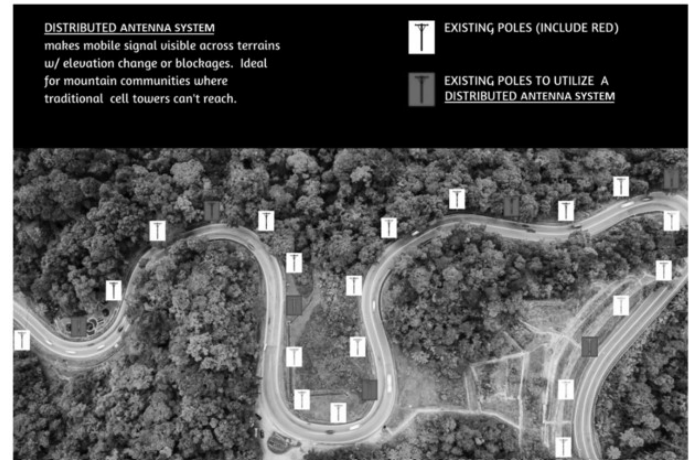 DISTRIBUTED ANTENNA SYSTEM
makes mobile signal visible across terrains
w/ elevation change or blockages. Ideal
for mountain communities where
traditional cell towers can't reach.
EXISTING POLES (INCLUDE RED)
EXISTING POLES TO UTILIZE A
DISTRIBUTED ANTENNA SYSTEM